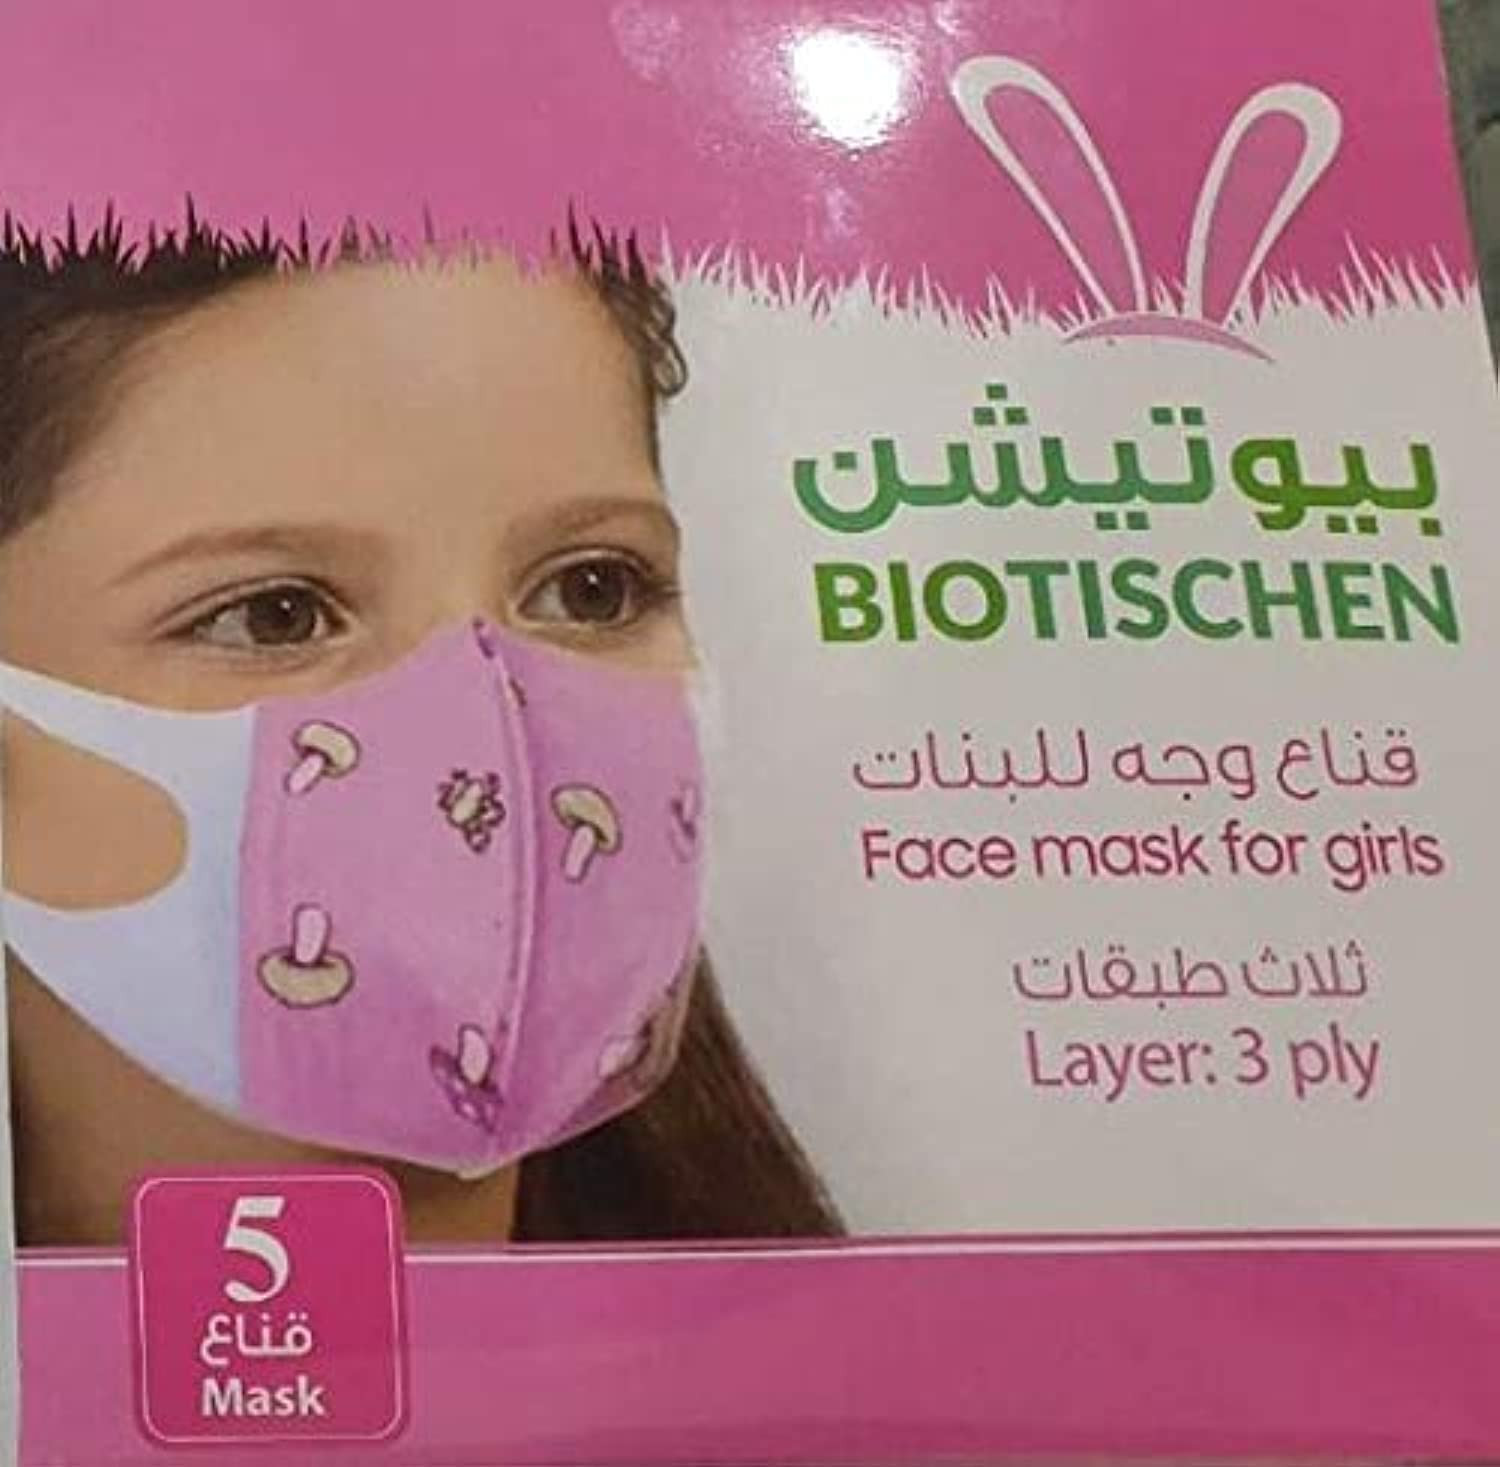 بيوتيشن
BIOTISCHEN
قناع وجه للبنات
Face mask for girls
ثلاث طبقات
Layer: 3 ply
5
قناع
Mask